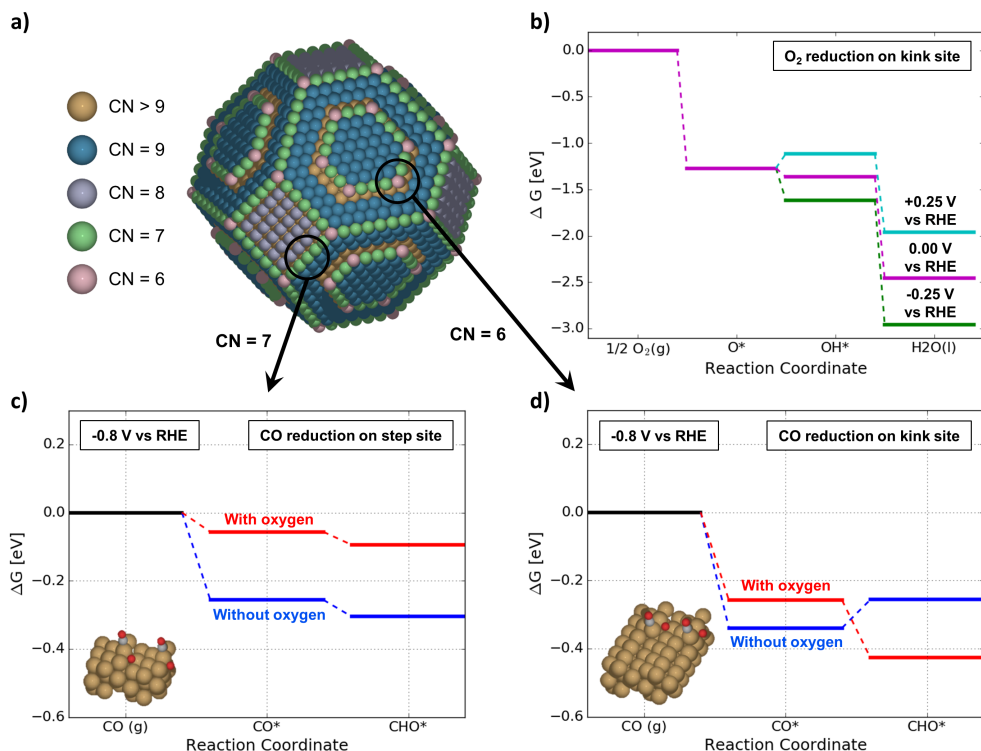 a)
CN > 9
CN = 9
CN = 8
CN = 7
CN = 6
CN = 7
CN = 6
b)
O₂ reduction on kink site
Δ G [eV]
0.0
−0.5
−1.0
−1.5
−2.0
−2.5
−3.0
+0.25 V
vs RHE
0.00 V
vs RHE
-0.25 V
vs RHE
1/2 O₂(g)
O*
OH*
H2O(l)
Reaction Coordinate
c)
-0.8 V vs RHE
CO reduction on step site
ΔG [eV]
0.2
0.0
−0.2
−0.4
−0.6
With oxygen
Without oxygen
CO (g)
CO*
CHO*
Reaction Coordinate
d)
-0.8 V vs RHE
CO reduction on kink site
ΔG [eV]
0.2
0.0
−0.2
−0.4
−0.6
With oxygen
Without oxygen
CO (g)
CO*
CHO*
Reaction Coordinate